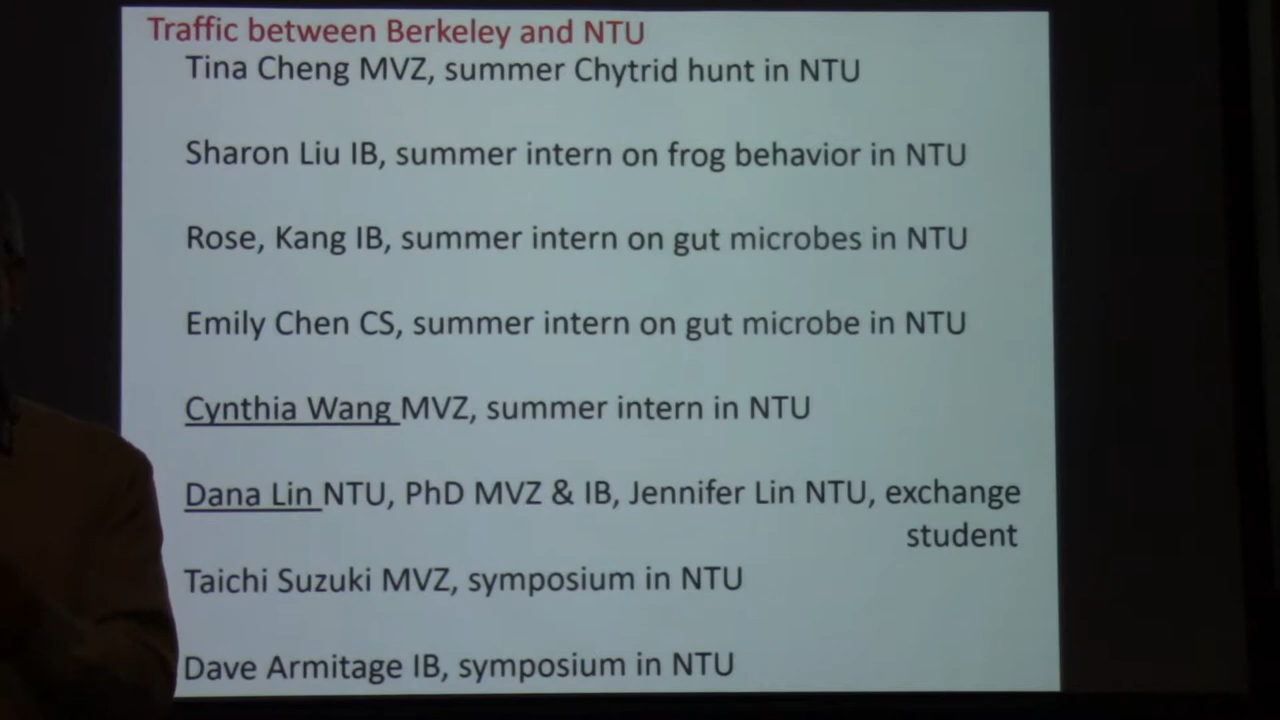 Traffic between Berkeley and NTU
Tina Cheng MVZ, summer Chytrid hunt in NTU
Sharon Liu IB, summer intern on frog behavior in NTU
Rose, Kang IB, summer intern on gut microbes in NTU
Emily Chen CS, summer intern on gut microbe in NTU
Cynthia Wang MVZ, summer intern in NTU
Dana Lin NTU, PhD MVZ & IB, Jennifer Lin NTU, exchange
student
Taichi Suzuki MVZ, symposium in NTU
Dave Armitage IB, symposium in NTU